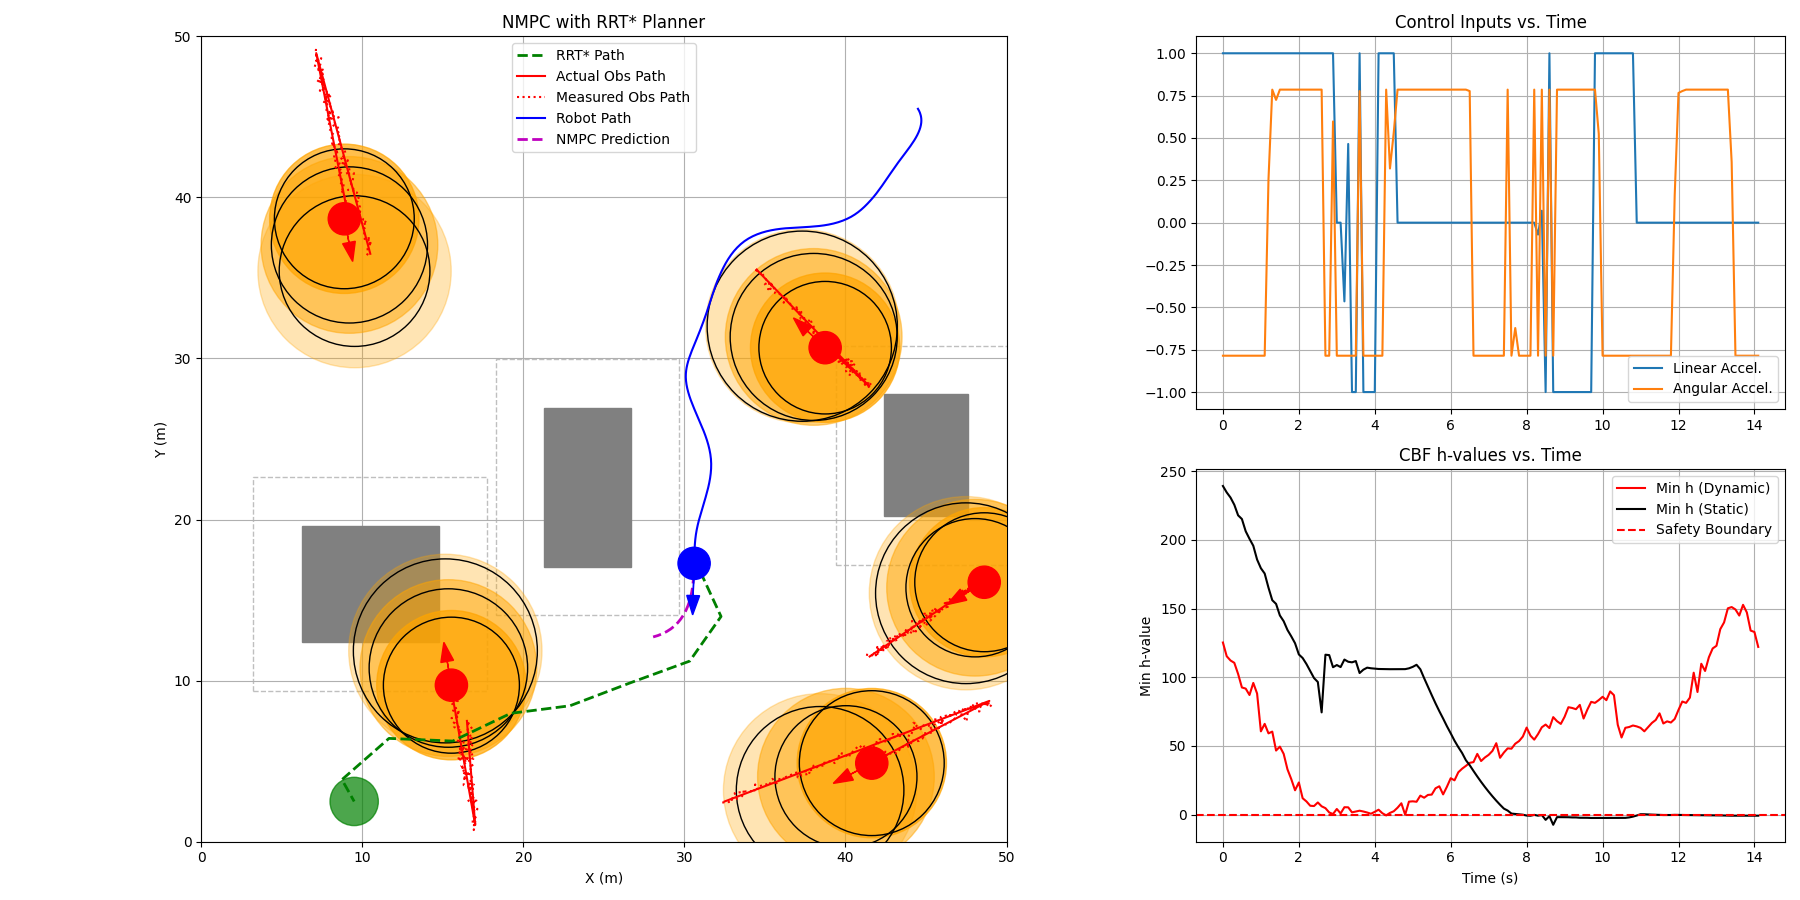 NMPC with RRT* Planner
50
40
30
20
10
0
0
10
20
30
40
50
Y (m)
X (m)
RRT* Path
Actual Obs Path
Measured Obs Path
Robot Path
NMPC Prediction
Control Inputs vs. Time
1.00
0.75
0.50
0.25
0.00
−0.25
−0.50
−0.75
−1.00
0
2
4
6
8
10
12
14
Linear Accel.
Angular Accel.
CBF h-values vs. Time
250
200
150
100
50
0
Min h-value
0
2
4
6
8
10
12
14
Time (s)
Min h (Dynamic)
Min h (Static)
Safety Boundary